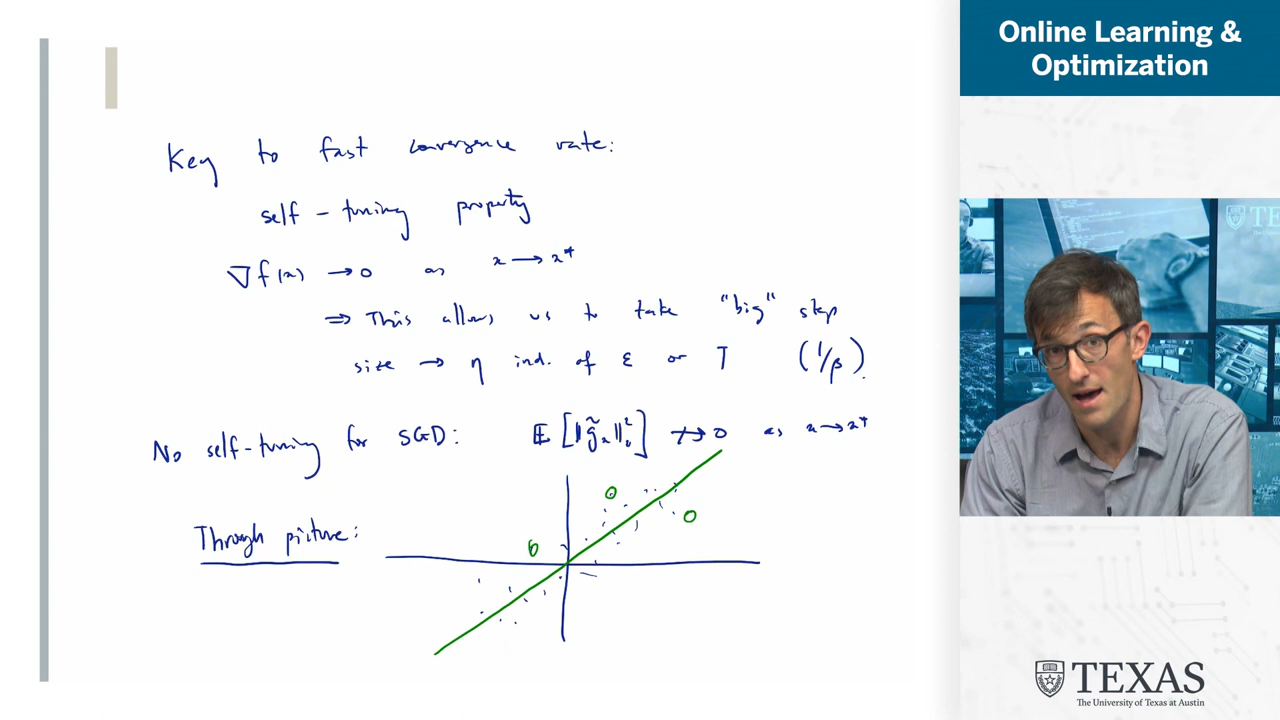 Key to fast convergence rate:
self-tuning property
∇f(x) → 0 as x → x*
⇒ This allows us to take "big" step
size → η ind. of ε or T (1/β).
No self-tuning for SGD: 𝔼[‖g̃ₓ‖₂²] ↛ 0 as x → x*
Through picture:
Online Learning &
Optimization
TEXAS
The University of Texas at Austin